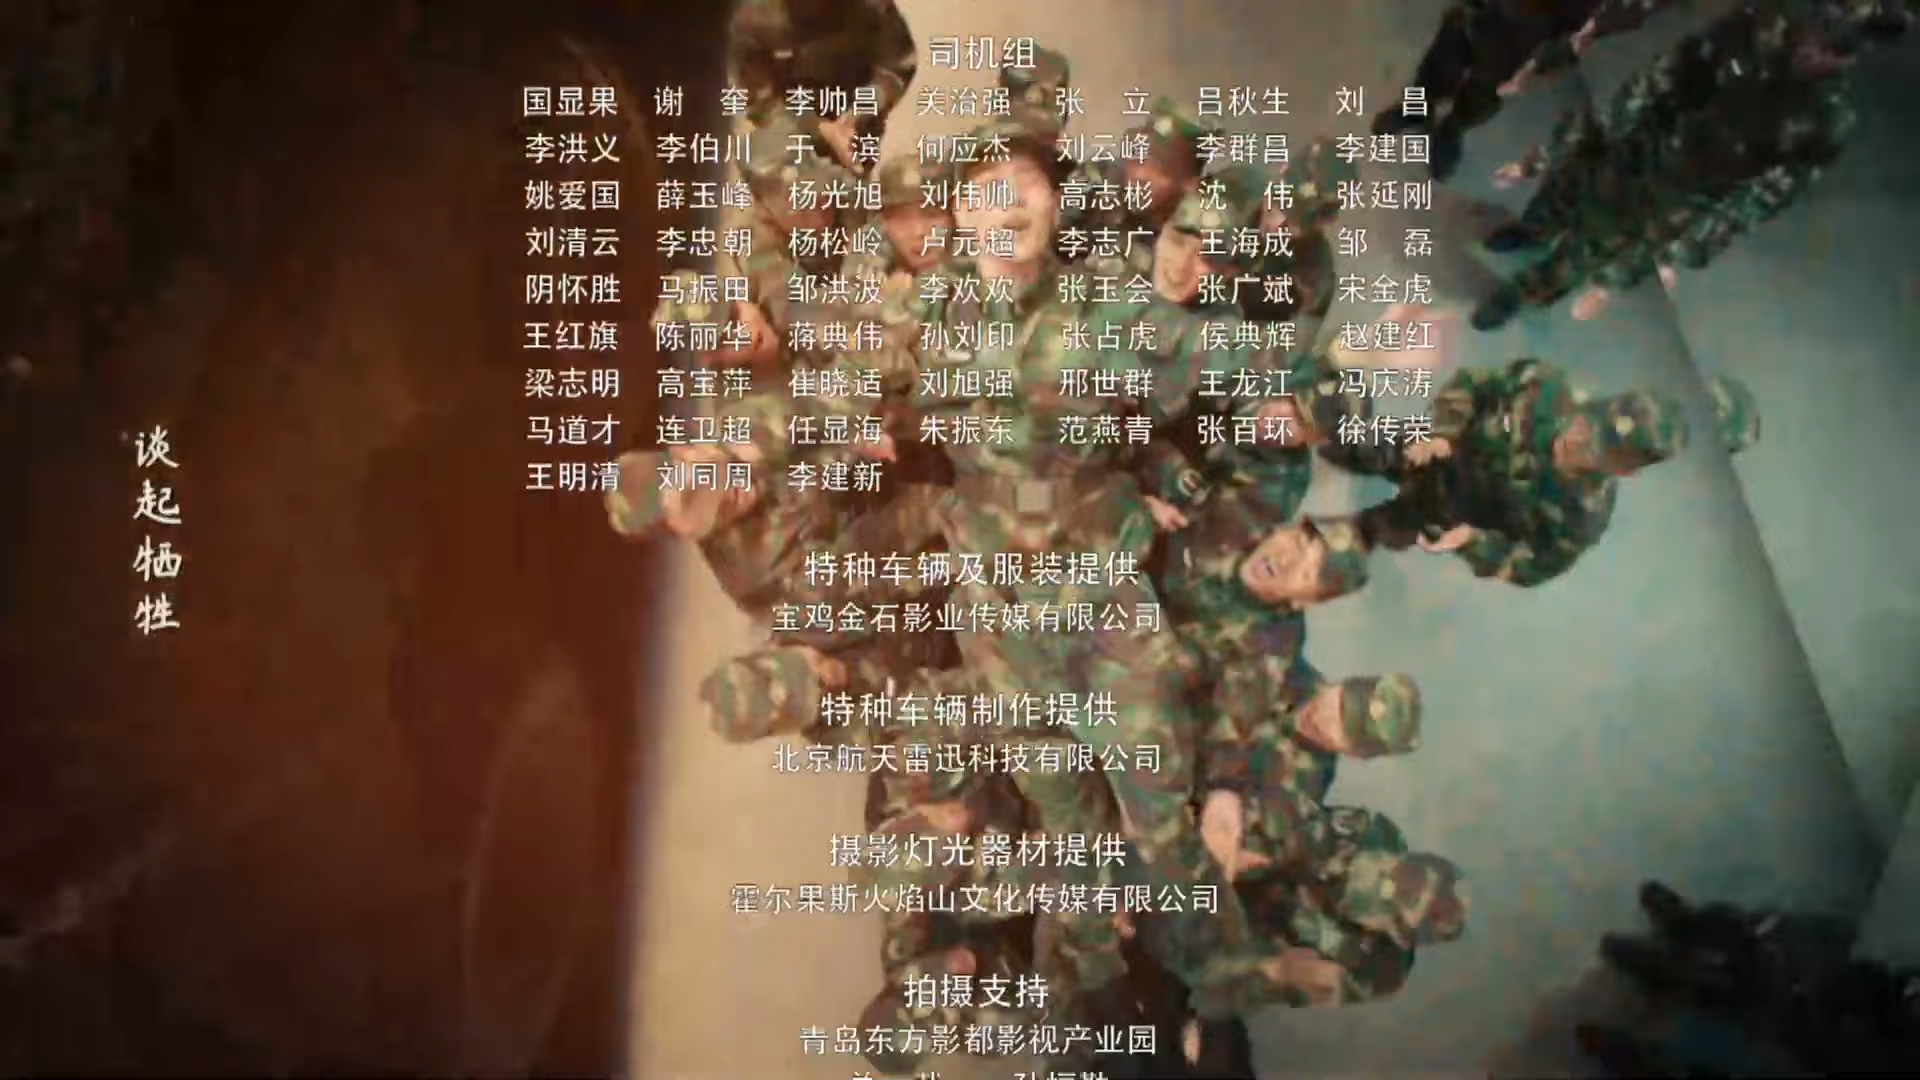 司机组
国显果 谢 奎 李帅昌 关治强 张 立 吕秋生 刘 昌
李洪义 李伯川 于 滨 何应杰 刘云峰 李群昌 李建国
姚爱国 薛玉峰 杨光旭 刘伟帅 高志彬 沈 伟 张延刚
刘清云 李忠朝 杨松岭 卢元超 李志广 王海成 邹 磊
阴怀胜 马振田 邹洪波 李欢欢 张玉会 张广斌 宋金虎
王红旗 陈丽华 蒋典伟 孙刘印 张占虎 侯典辉 赵建红
梁志明 高宝萍 崔晓适 刘旭强 邢世群 王龙江 冯庆涛
马道才 连卫超 任显海 朱振东 范燕青 张百环 徐传荣
王明清 刘同周 李建新
谈起牺牲
特种车辆及服装提供
宝鸡金石影业传媒有限公司
特种车辆制作提供
北京航天雷迅科技有限公司
摄影灯光器材提供
霍尔果斯火焰山文化传媒有限公司
拍摄支持
青岛东方影都影视产业园